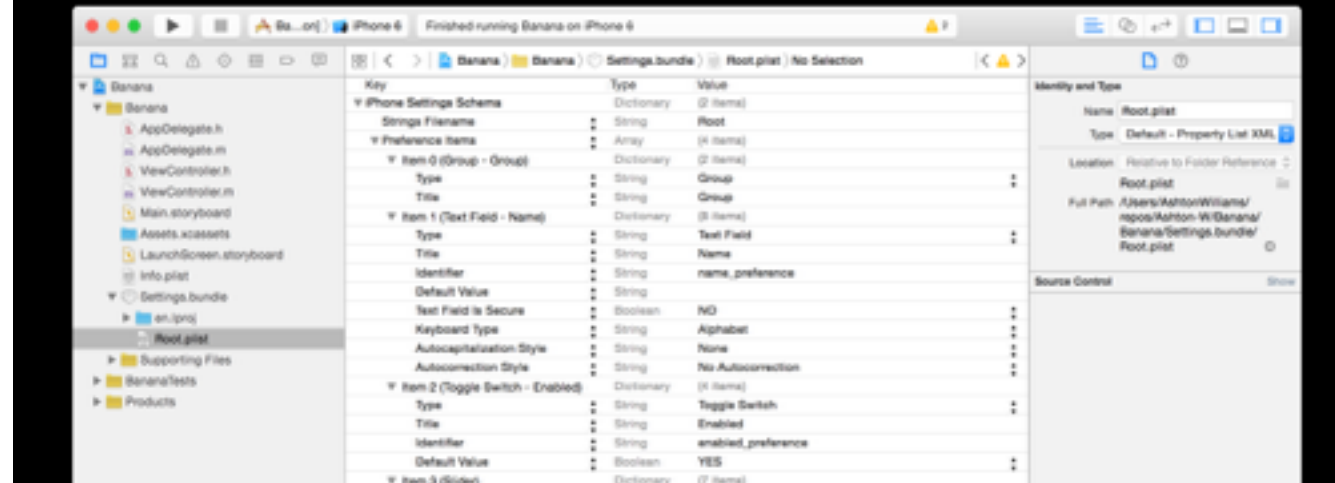 Ba...on) iPhone 6 Finished running Banana on iPhone 6
Banana Banana Settings.bundle Root.plist No Selection
Banana
Banana
AppDelegate.h
AppDelegate.m
ViewController.h
ViewController.m
Main.storyboard
Assets.xcassets
LaunchScreen.storyboard
Info.plist
Settings.bundle
en.lproj
Root.plist
Supporting Files
BananaTests
Products
Key Type Value
iPhone Settings Schema Dictionary (2 items)
Strings Filename String Root
Preference Items Array (4 items)
Item 0 (Group - Group) Dictionary (2 items)
Type String Group
Title String Group
Item 1 (Text Field - Name) Dictionary (8 items)
Type String Text Field
Title String Name
Identifier String name_preference
Default Value String
Text Field Is Secure Boolean NO
Keyboard Type String Alphabet
Autocapitalization Style String None
Autocorrection Style String No Autocorrection
Item 2 (Toggle Switch - Enabled) Dictionary (4 items)
Type String Toggle Switch
Title String Enabled
Identifier String enabled_preference
Default Value Boolean YES
Item 3 (Slider) Dictionary (7 items)
Identity and Type
Name Root.plist
Type Default - Property List XML
Location Relative to Folder Reference
Root.plist
Full Path /Users/AshtonWilliams/
repos/Ashton-W/Banana/
Banana/Settings.bundle/
Root.plist
Source Control Show